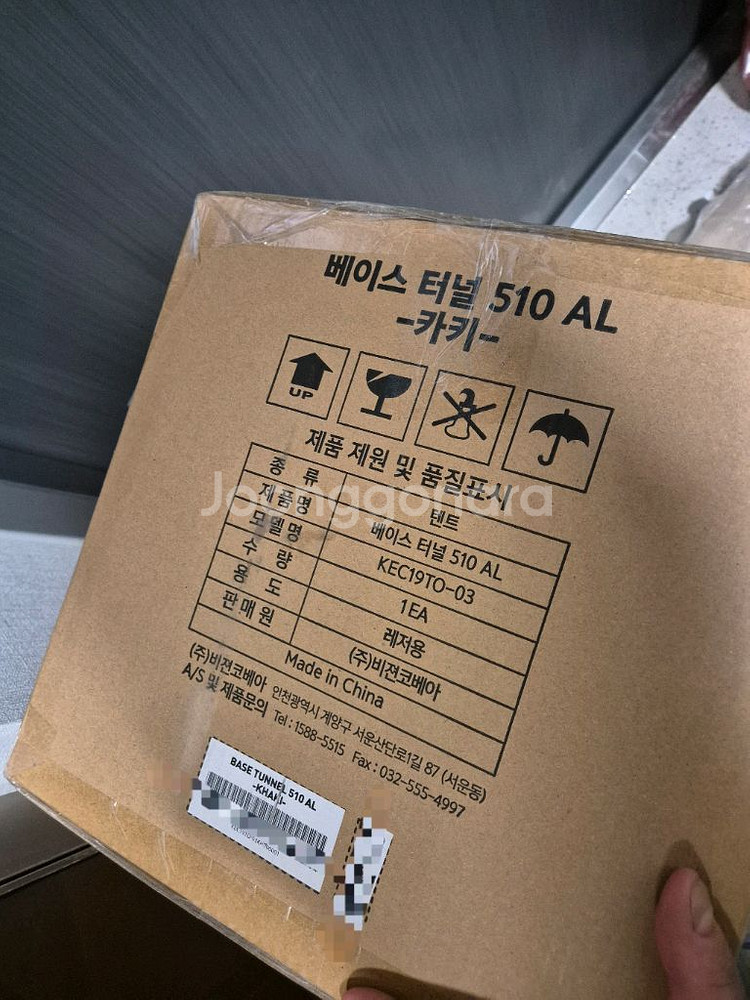 베이스 터널 510 AL
-카키-
UP
제품 제원 및 품질표시
종 류 텐트
제품명 베이스 터널 510 AL
모델명 KEC19TO-03
수 량 1EA
용 도 레저용
판매원 (주)비젼코베아
Made in China
(주)비젼코베아 인천광역시 계양구 서운산단로1길 87 (서운동)
A/S 및 제품문의 Tel : 1588-5515 Fax : 032-555-4997
BASE TUNNEL 510 AL
-KHAKI-
Joonggonara